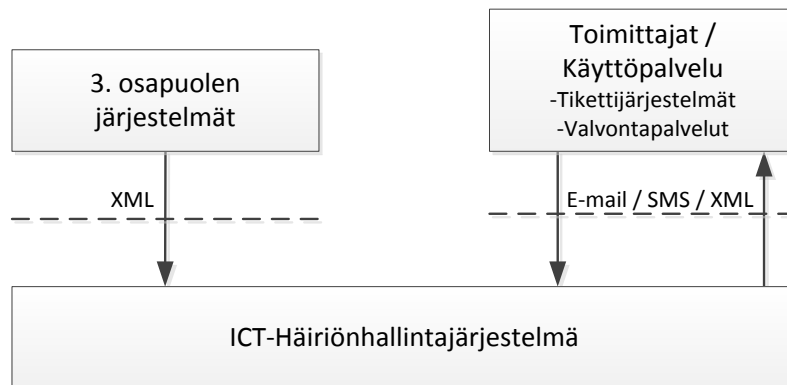 3. osapuolen
järjestelmät
Toimittajat /
Käyttöpalvelu
-Tikettijärjestelmät
-Valvontapalvelut
XML
E-mail / SMS / XML
ICT-Häiriönhallintajärjestelmä